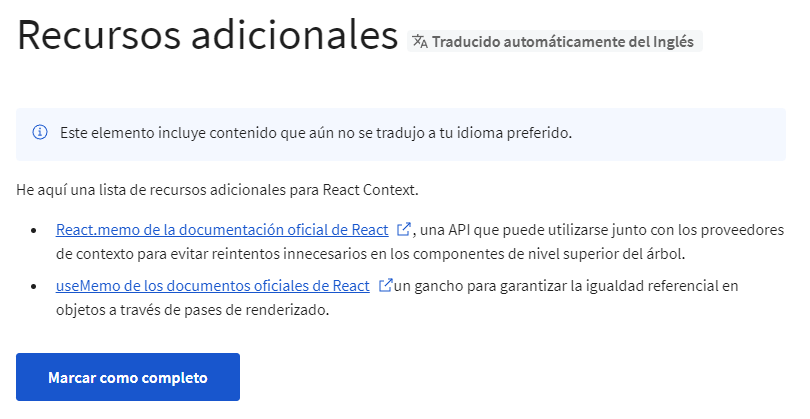 Recursos adicionales Traducido automáticamente del Inglés
Este elemento incluye contenido que aún no se tradujo a tu idioma preferido.
He aquí una lista de recursos adicionales para React Context.
• React.memo de la documentación oficial de React , una API que puede utilizarse junto con los proveedores
de contexto para evitar reintentos innecesarios en los componentes de nivel superior del árbol.
• useMemo de los documentos oficiales de React un gancho para garantizar la igualdad referencial en
objetos a través de pases de renderizado.
Marcar como completo